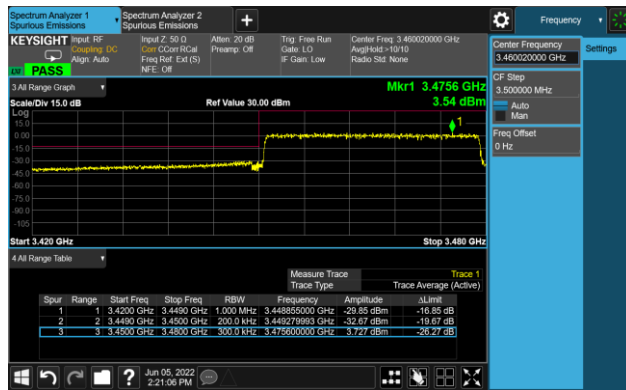 Spectrum Analyzer 1
Spurious Emissions
Spectrum Analyzer 2
Spurious Emissions
+
Frequency
KEYSIGHT
Input: RF
Coupling: DC
Align: Auto
Input Z: 50 Ω
Corr CCorr RCal
Freq Ref: Ext (S)
NFE: Off
Atten: 20 dB
Preamp: Off
Trig: Free Run
Gate: LO
IF Gain: Low
Center Freq: 3.460020000 GHz
Avg|Hold:>10/10
Radio Std: None
PASS
Center Frequency
3.460020000 GHz
Settings
CF Step
3.500000 MHz
Auto
Man
Freq Offset
0 Hz
3 All Range Graph
Mkr1 3.4756 GHz
Scale/Div 15.0 dB
Ref Value 30.00 dBm
3.54 dBm
Log
15.0
0.00
-15.0
-30.0
-45.0
-60.0
-75.0
-90.0
-105
1
Start 3.420 GHz
Stop 3.480 GHz
4 All Range Table
Measure Trace Trace 1
Trace Type Trace Average (Active)
Spur Range Start Freq Stop Freq RBW Frequency Amplitude ΔLimit
1 1 3.4200 GHz 3.4490 GHz 1.000 MHz 3.448855000 GHz -29.85 dBm -16.85 dB
2 2 3.4490 GHz 3.4500 GHz 200.0 kHz 3.449279993 GHz -32.67 dBm -19.67 dB
3 3 3.4500 GHz 3.4800 GHz 300.0 kHz 3.475600000 GHz 3.727 dBm -26.27 dB
?
Jun 05, 2022
2:21:06 PM